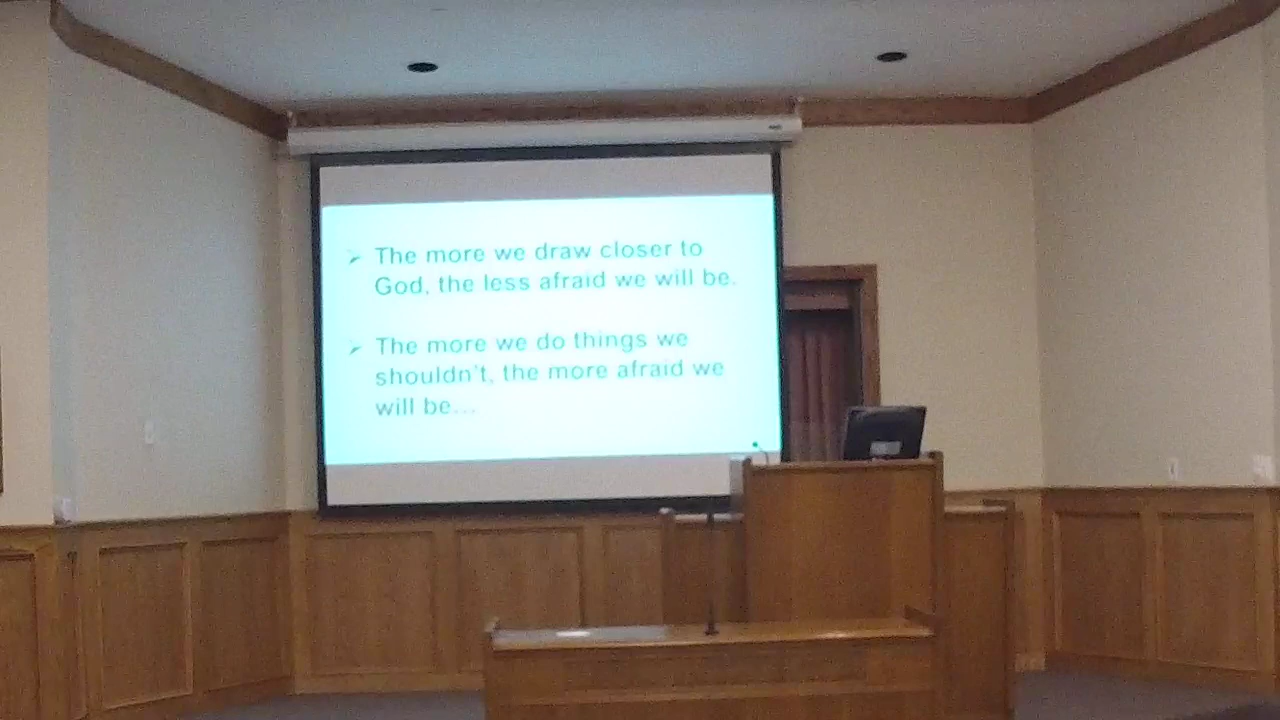 ➢ The more we draw closer to
God, the less afraid we will be.
➢ The more we do things we
shouldn't, the more afraid we
will be...